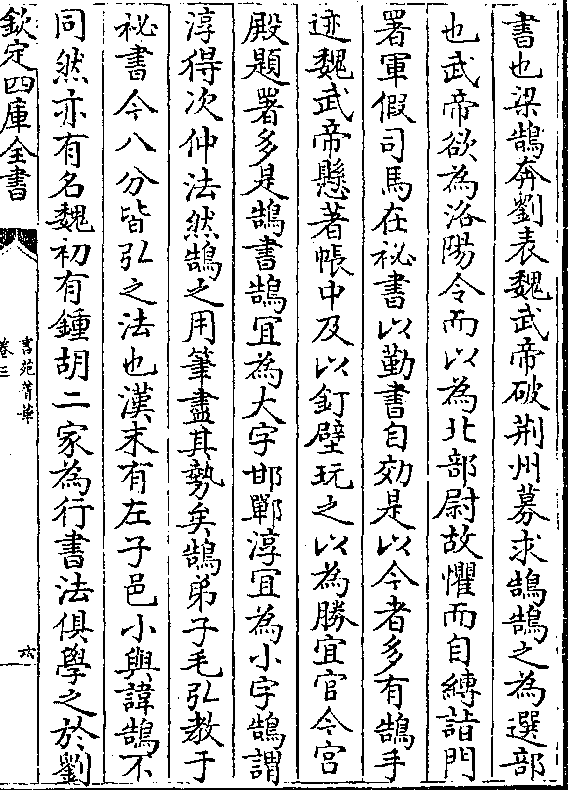 書也梁鵠奔劉表魏武帝破荆州募求鵠鵠之為選部
也武帝欲為洛陽令而以為北部尉故懼而自縛詣門
署軍假司馬在祕書以勤書自効是以今者多有鵠手
迹魏武帝懸著帳中及以釘壁玩之以為勝宜官今宫
殿題署多是鵠書鵠宜為大字邯鄲淳宜為小字鵠謂
淳得次仲法然鵠之用筆盡其勢矣鵠弟子毛弘教于
祕書今八分皆弘之法也漢末有左子邑小與諱鵠不
同然亦有名魏初有鍾胡二家為行書法俱學之於劉
欽定四庫全書
書苑菁華
卷三
六